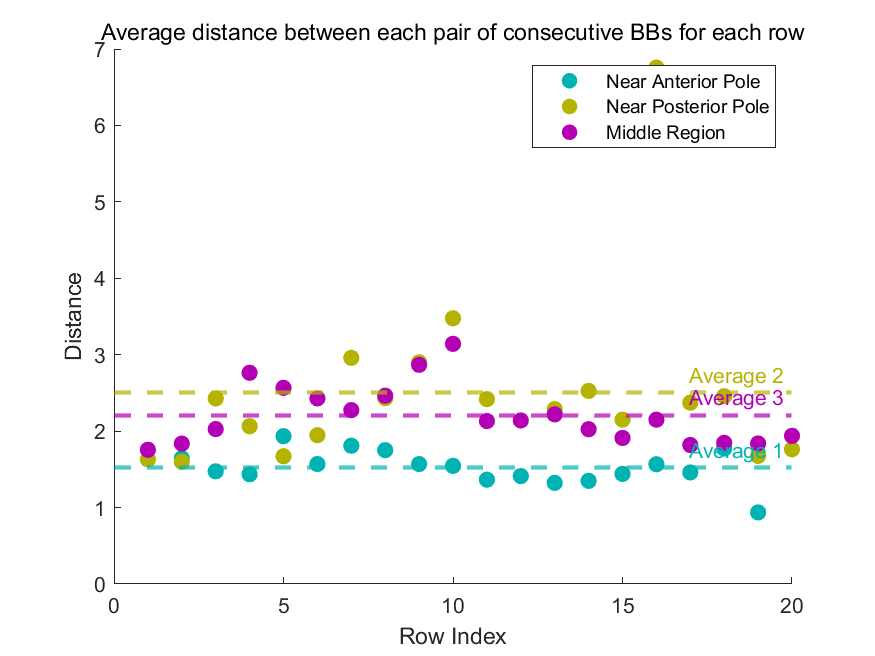 Average distance between each pair of consecutive BBs for each row
7
6
5
4
3
2
1
0
Distance
Near Anterior Pole
Near Posterior Pole
Middle Region
Average 2
Average 3
Average 1
0 5 10 15 20
Row Index